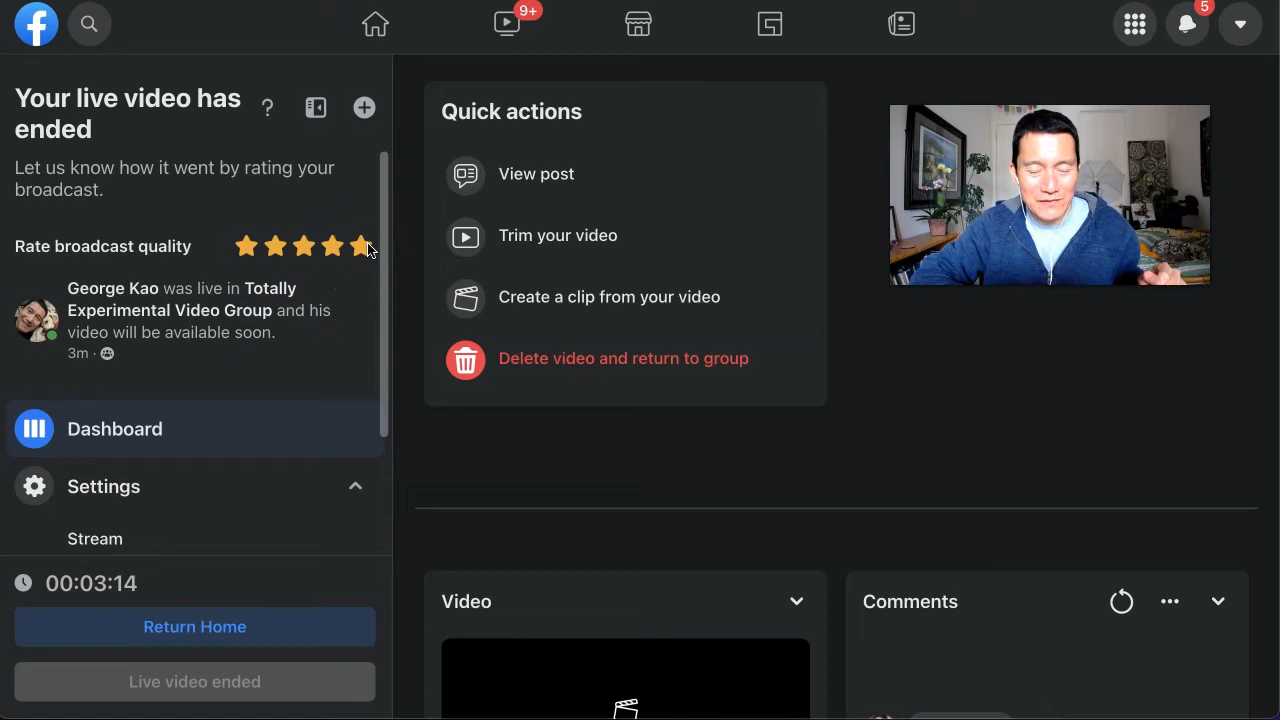 9+
5
Your live video has
ended
?
Let us know how it went by rating your
broadcast.
Rate broadcast quality
George Kao was live in Totally
Experimental Video Group and his
video will be available soon.
3m ·
Dashboard
Settings
Stream
00:03:14
Return Home
Live video ended
Quick actions
View post
Trim your video
Create a clip from your video
Delete video and return to group
Video
Comments